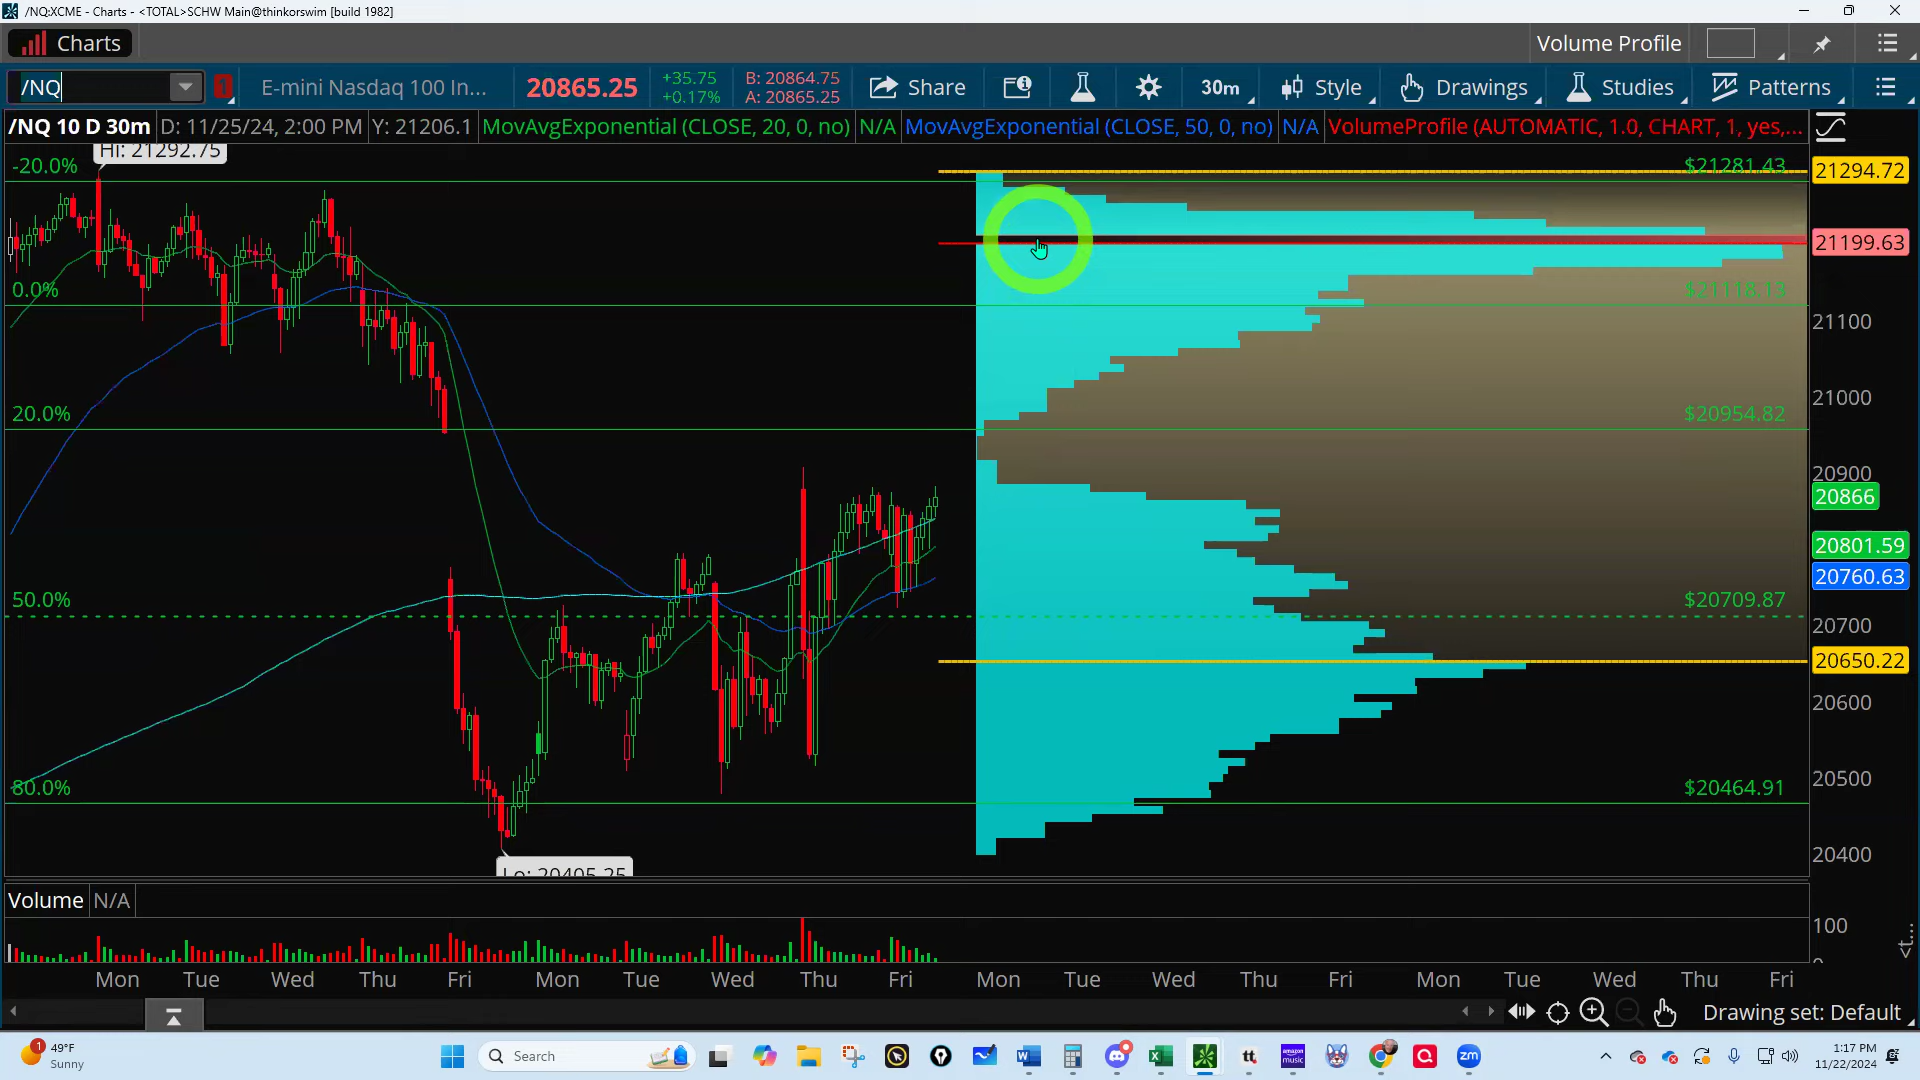 /NQ:XCME - Charts - <TOTAL>SCHW Main@thinkorswim [build 1982]
Charts
Volume Profile
/NQ
1
E-mini Nasdaq 100 In...
20865.25
+35.75
+0.17%
B: 20864.75
A: 20865.25
Share
30m
Style
Drawings
Studies
Patterns
/NQ 10 D 30m
D: 11/25/24, 2:00 PM
Y: 21206.1
MovAvgExponential (CLOSE, 20, 0, no)
N/A
MovAvgExponential (CLOSE, 50, 0, no)
N/A
VolumeProfile (AUTOMATIC, 1.0, CHART, 1, yes,...
Hi: 21292.75
-20.0%
$21281.43
21294.72
21199.63
0.0%
$21118.13
21100
21000
20.0%
$20954.82
20900
20866
20801.59
20760.63
50.0%
$20709.87
20700
20650.22
20600
20500
80.0%
$20464.91
20400
Lo: 20405.25
Volume
N/A
100
0
<t...
Mon Tue Wed Thu Fri Mon Tue Wed Thu Fri Mon Tue Wed Thu Fri Mon Tue Wed Thu Fri
Drawing set: Default
1
49°F
Sunny
Search
W
tt
amazon
music
zm
1:17 PM
11/22/2024